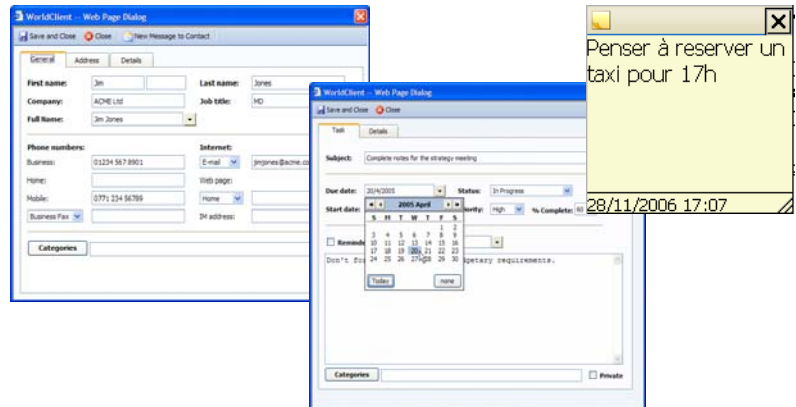 WorldClient -- Web Page Dialog
Save and Close Close New Message to Contact
General Address Details
First name: Jim Last name: Jones
Company: ACME Ltd Job title: MD
Full Name: Jim Jones
Phone numbers: Internet:
Business: 01234 567 8901 E-mail jimjones@acme.co
Home: Web page:
Mobile: 0771 234 56789 Home
Business Fax IM address:
Categories
WorldClient -- Web Page Dialog
Save and Close Close
Task Details
Subject: Complete notes for the strategy meeting
Due date: 20/4/2005 Status: In Progress
Start date: Priority: High % Complete: 60
2005 April
S M T W T F S
1 2
3 4 5 6 7 8 9
10 11 12 13 14 15 16
17 18 19 20 21 22 23
24 25 26 27 28 29 30
Today none
Reminde
Don't fo getary requirements.
Categories Private
Penser à reserver un
taxi pour 17h
28/11/2006 17:07